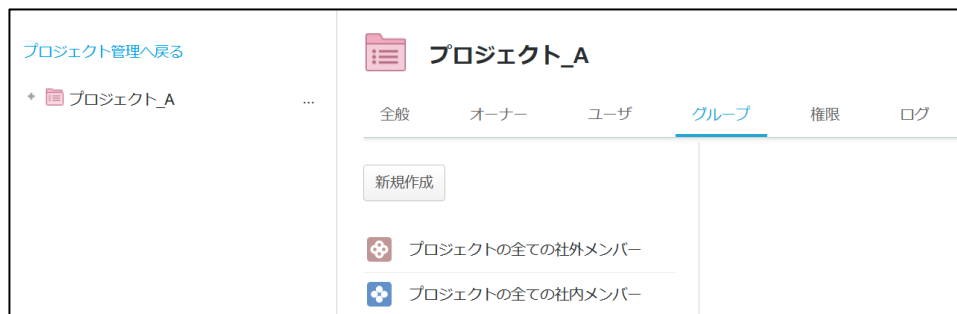 プロジェクト管理へ戻る
プロジェクト_A
...
プロジェクト_A
全般 オーナー ユーザ グループ 権限 ログ
新規作成
プロジェクトの全ての社外メンバー
プロジェクトの全ての社内メンバー